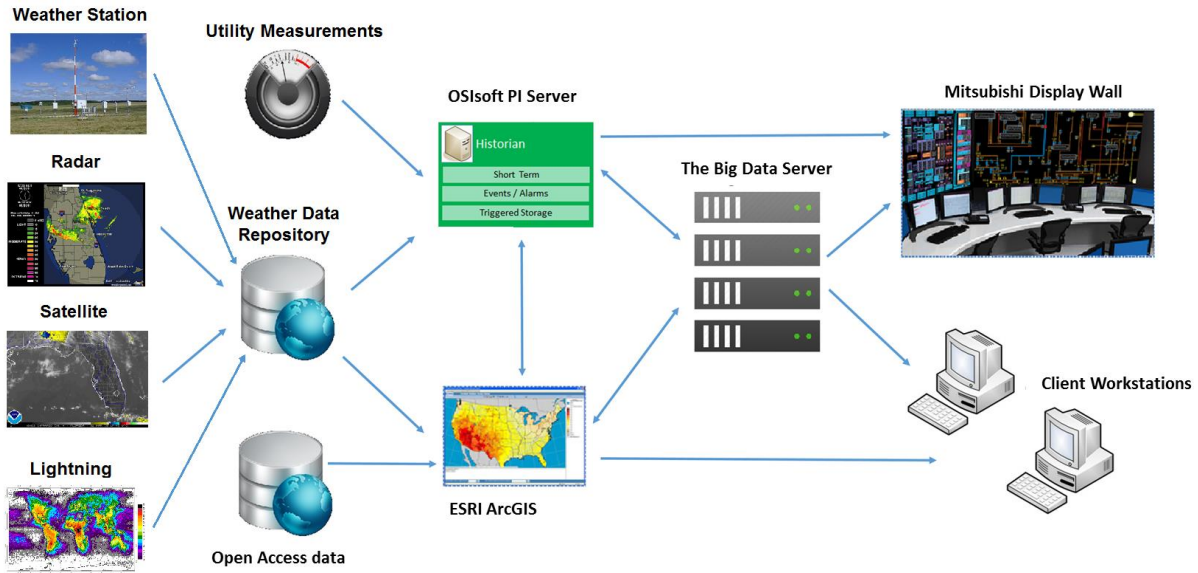 Weather Station
Utility Measurements
OSIsoft PI Server
Mitsubishi Display Wall
Historian
Short Term
Events / Alarms
Triggered Storage
Radar
The Big Data Server
Weather Data
Repository
Satellite
Client Workstations
Lightning
ESRI ArcGIS
Open Access data